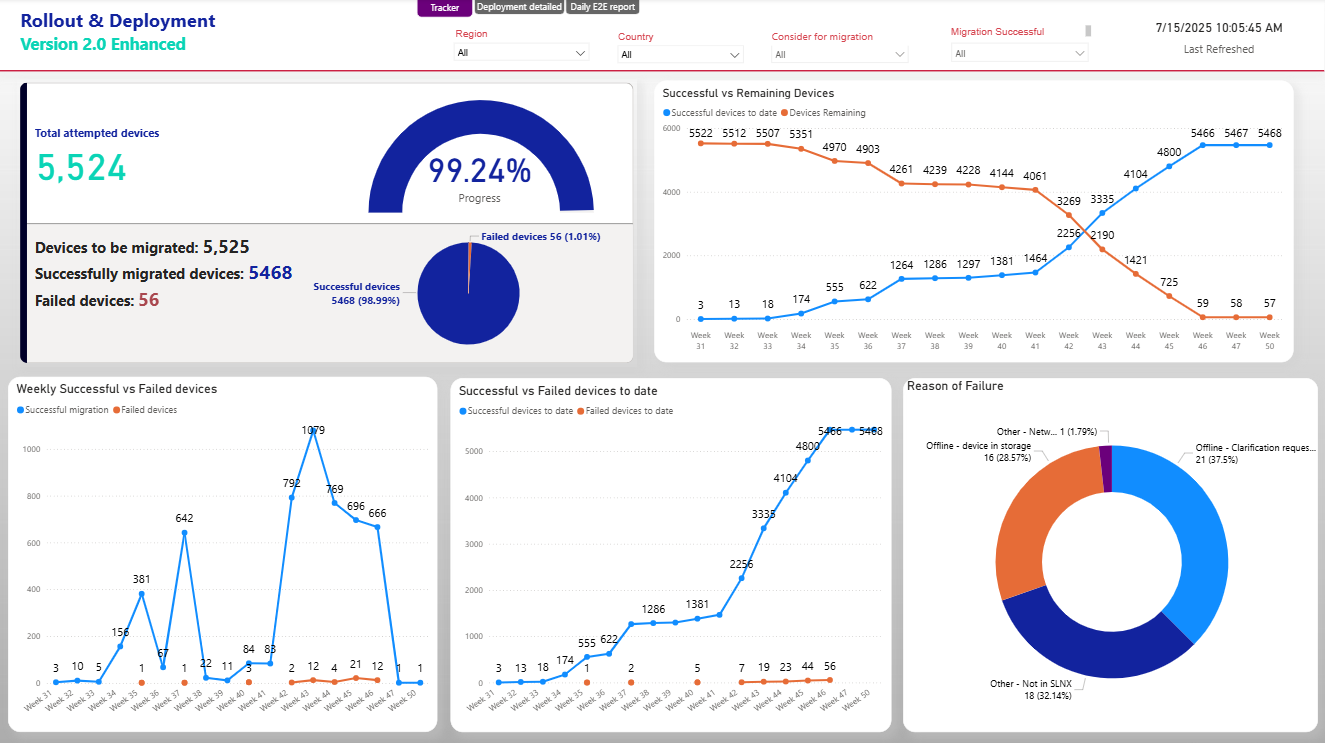 Rollout & Deployment
Version 2.0 Enhanced
Tracker
Deployment detailed
Daily E2E report
Region
All
Country
All
Consider for migration
All
Migration Successful
All
7/15/2025 10:05:45 AM
Last Refreshed
Total attempted devices
5,524
99.24%
Progress
Devices to be migrated: 5,525
Successfully migrated devices: 5468
Failed devices: 56
Failed devices 56 (1.01%)
Successful devices
5468 (98.99%)
Successful vs Remaining Devices
Successful devices to date Devices Remaining
6000
4000
2000
0
5522 5512 5507 5351 4970 4903 4261 4239 4228 4144 4061 3269 2190 1421 725 59 58 57
3 13 18 174 555 622 1264 1286 1297 1381 1464 2256 3335 4104 4800 5466 5467 5468
Week 31 Week 32 Week 33 Week 34 Week 35 Week 36 Week 37 Week 38 Week 39 Week 40 Week 41 Week 42 Week 43 Week 44 Week 45 Week 46 Week 47 Week 50
Weekly Successful vs Failed devices
Successful migration Failed devices
1000
800
600
400
200
0
3 10 5 156 381 67 642 22 11 84 83 792 1079 769 696 666 1 1
1 1 3 2 12 4 21 12
Week 31 Week 32 Week 33 Week 34 Week 35 Week 36 Week 37 Week 38 Week 39 Week 40 Week 41 Week 42 Week 43 Week 44 Week 45 Week 46 Week 47 Week 50
Successful vs Failed devices to date
Successful devices to date Failed devices to date
5000
4000
3000
2000
1000
0
3 13 18 174 555 622 1286 1381 2256 3335 4104 4800 5466 5468
1 2 5 7 19 23 44 56
Week 31 Week 32 Week 33 Week 34 Week 35 Week 36 Week 37 Week 38 Week 39 Week 40 Week 41 Week 42 Week 43 Week 44 Week 45 Week 46 Week 47 Week 50
Reason of Failure
Other - Netw... 1 (1.79%)
Offline - device in storage
16 (28.57%)
Offline - Clarification reques...
21 (37.5%)
Other - Not in SLNX
18 (32.14%)